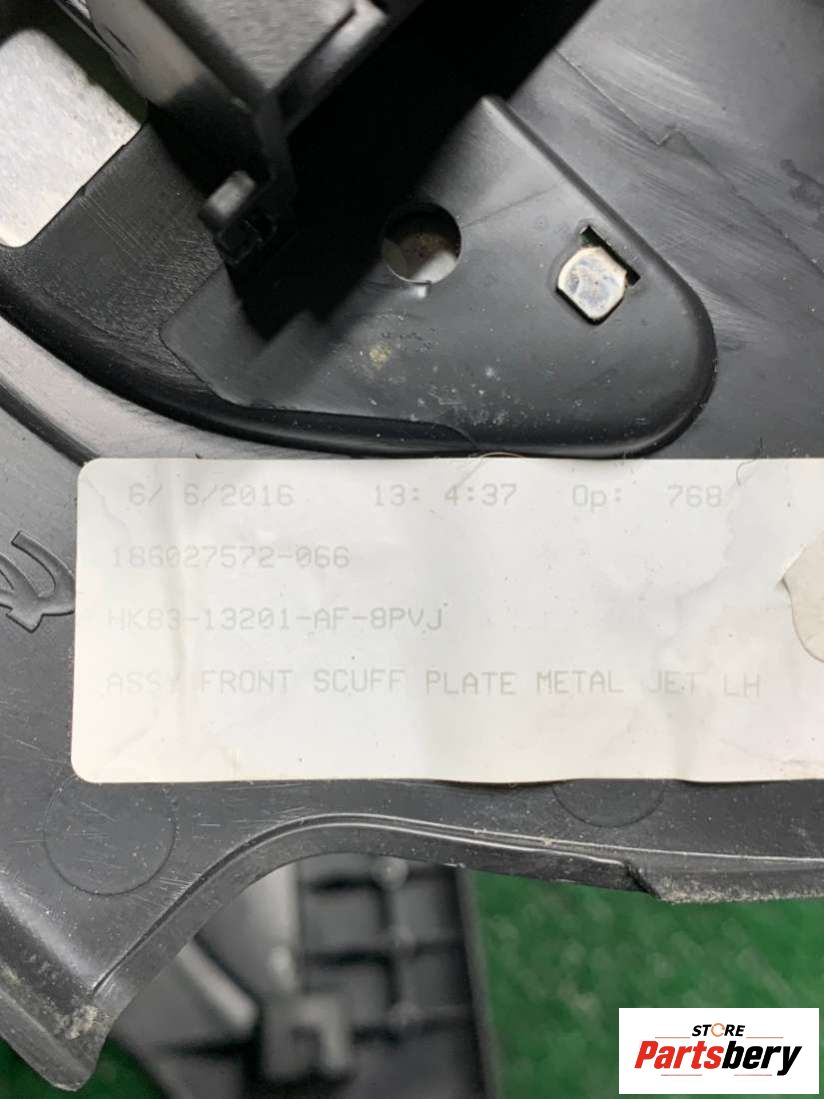 6/ 6/2016 13: 4:37 Op: 768
186027572-066
HK83-13201-AF-8PVJ
ASSY FRONT SCUFF PLATE METAL JET LH
STORE
Partsbery